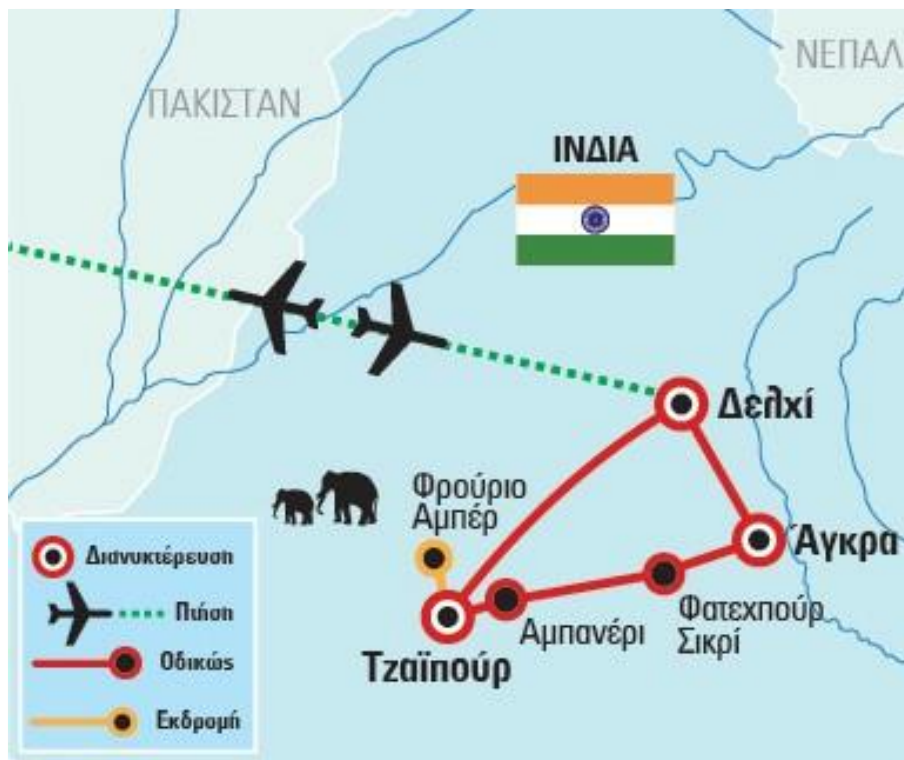 ΠΑΚΙΣΤΑΝ
ΝΕΠΑΛ
ΙΝΔΙΑ
Δελχί
Φρούριο
Αμπέρ
Άγκρα
Φατεχπούρ
Σικρί
Αμπανέρι
Τζαϊπούρ
Διανυκτέρευση
Πτήση
Οδικώς
Εκδρομή